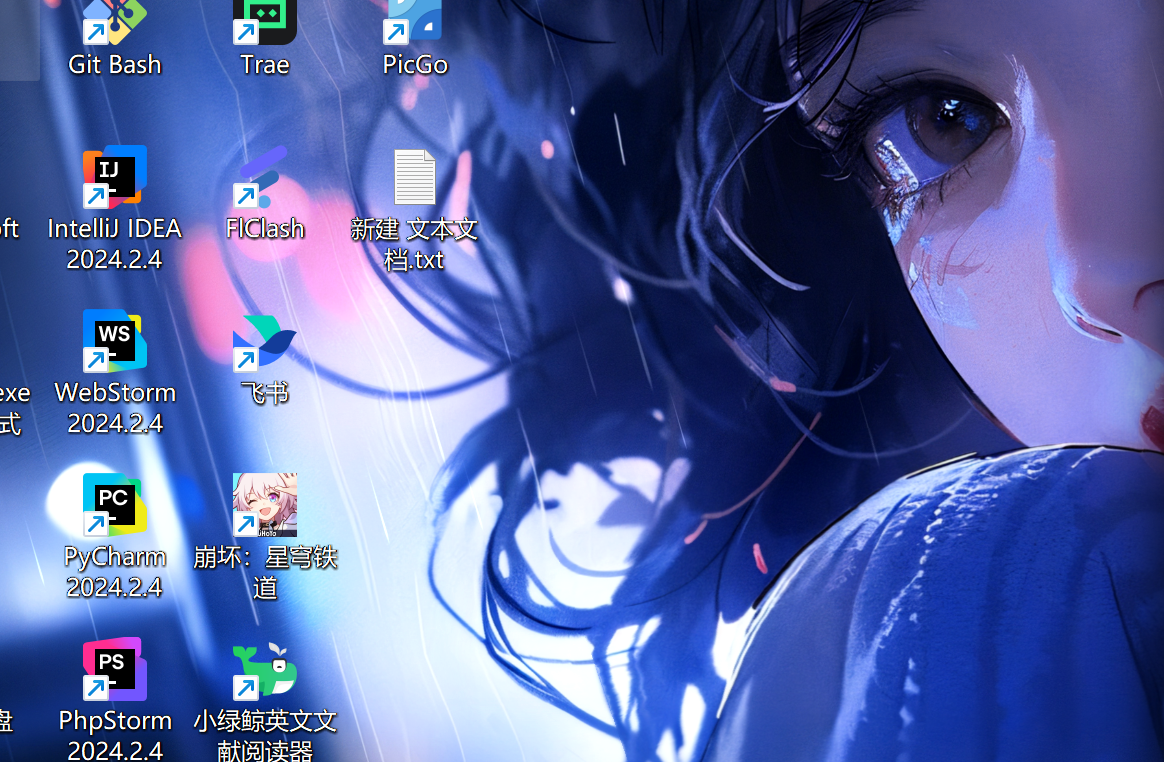 Git Bash
Trae
PicGo
IJ
IntelliJ IDEA
2024.2.4
FlClash
新建 文本文
档.txt
WS
WebStorm
2024.2.4
飞书
exe
式
PC
PyCharm
2024.2.4
崩坏：星穹铁
道
PS
PhpStorm
2024.2.4
小绿鲸英文文
献阅读器
盘